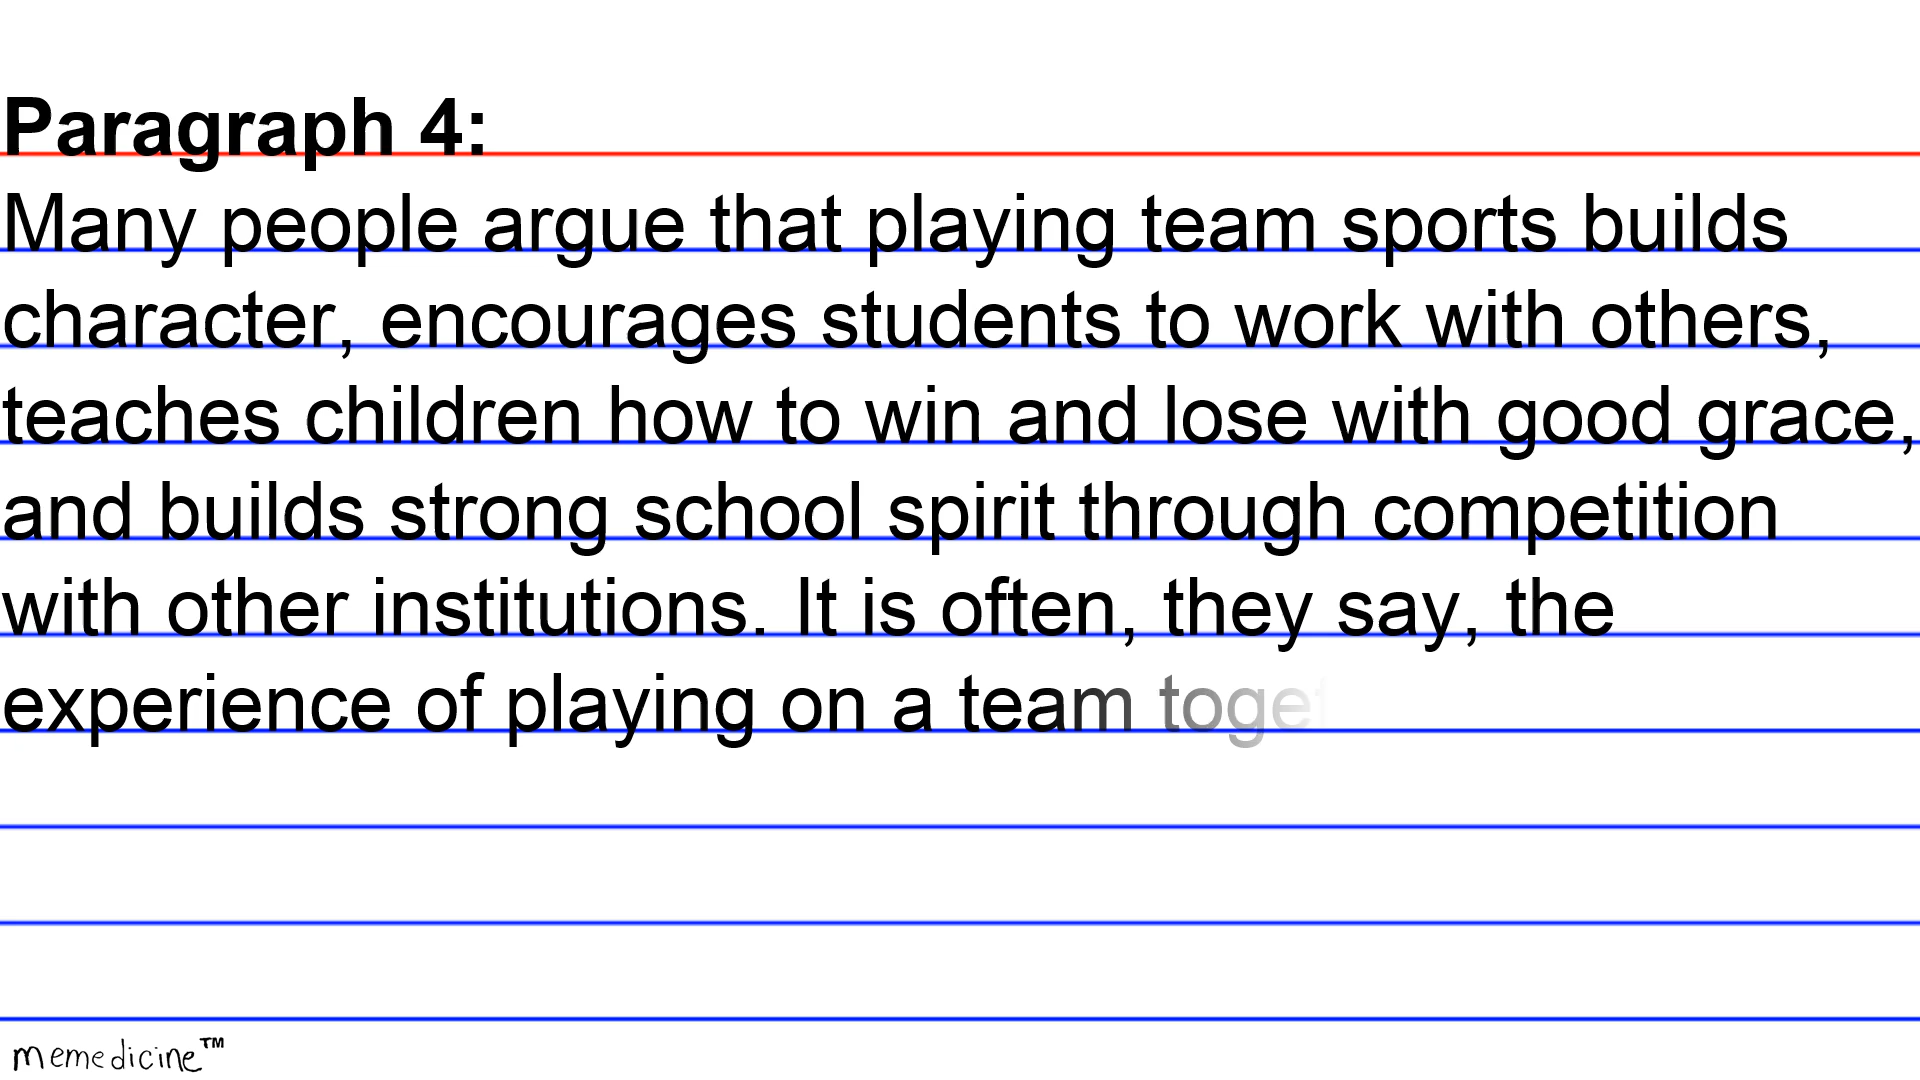 Paragraph 4:
Many people argue that playing team sports builds
character, encourages students to work with others,
teaches children how to win and lose with good grace,
and builds strong school spirit through competition
with other institutions. It is often, they say, the
experience of playing on a team
memedicine™